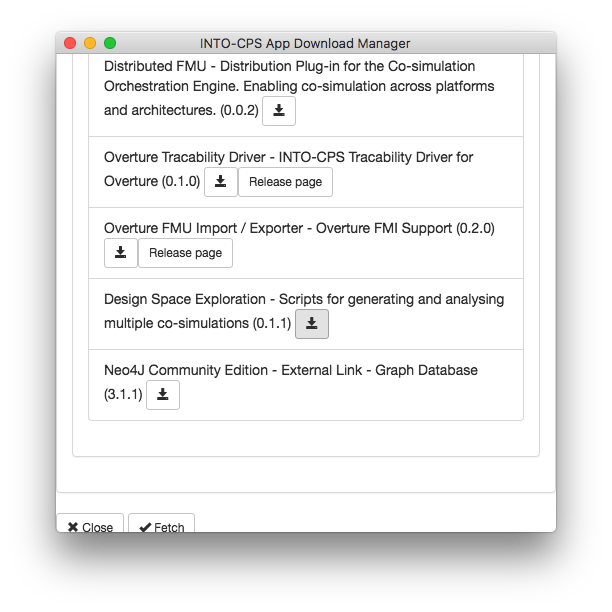 INTO-CPS App Download Manager
Distributed FMU - Distribution Plug-in for the Co-simulation
Orchestration Engine. Enabling co-simulation across platforms
and architectures. (0.0.2)
Overture Tracability Driver - INTO-CPS Tracability Driver for
Overture (0.1.0) Release page
Overture FMU Import / Exporter - Overture FMI Support (0.2.0)
Release page
Design Space Exploration - Scripts for generating and analysing
multiple co-simulations (0.1.1)
Neo4J Community Edition - External Link - Graph Database
(3.1.1)
Close Fetch